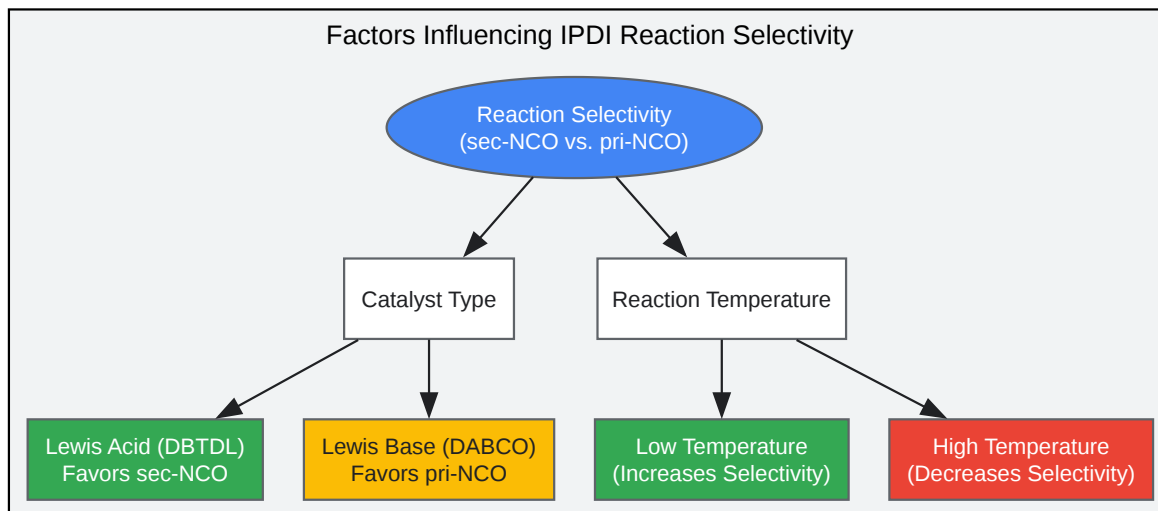 Factors Influencing IPDI Reaction Selectivity
Reaction Selectivity
(sec-NCO vs. pri-NCO)
Catalyst Type
Reaction Temperature
Lewis Acid (DBTDL)
Favors sec-NCO
Lewis Base (DABCO)
Favors pri-NCO
Low Temperature
(Increases Selectivity)
High Temperature
(Decreases Selectivity)